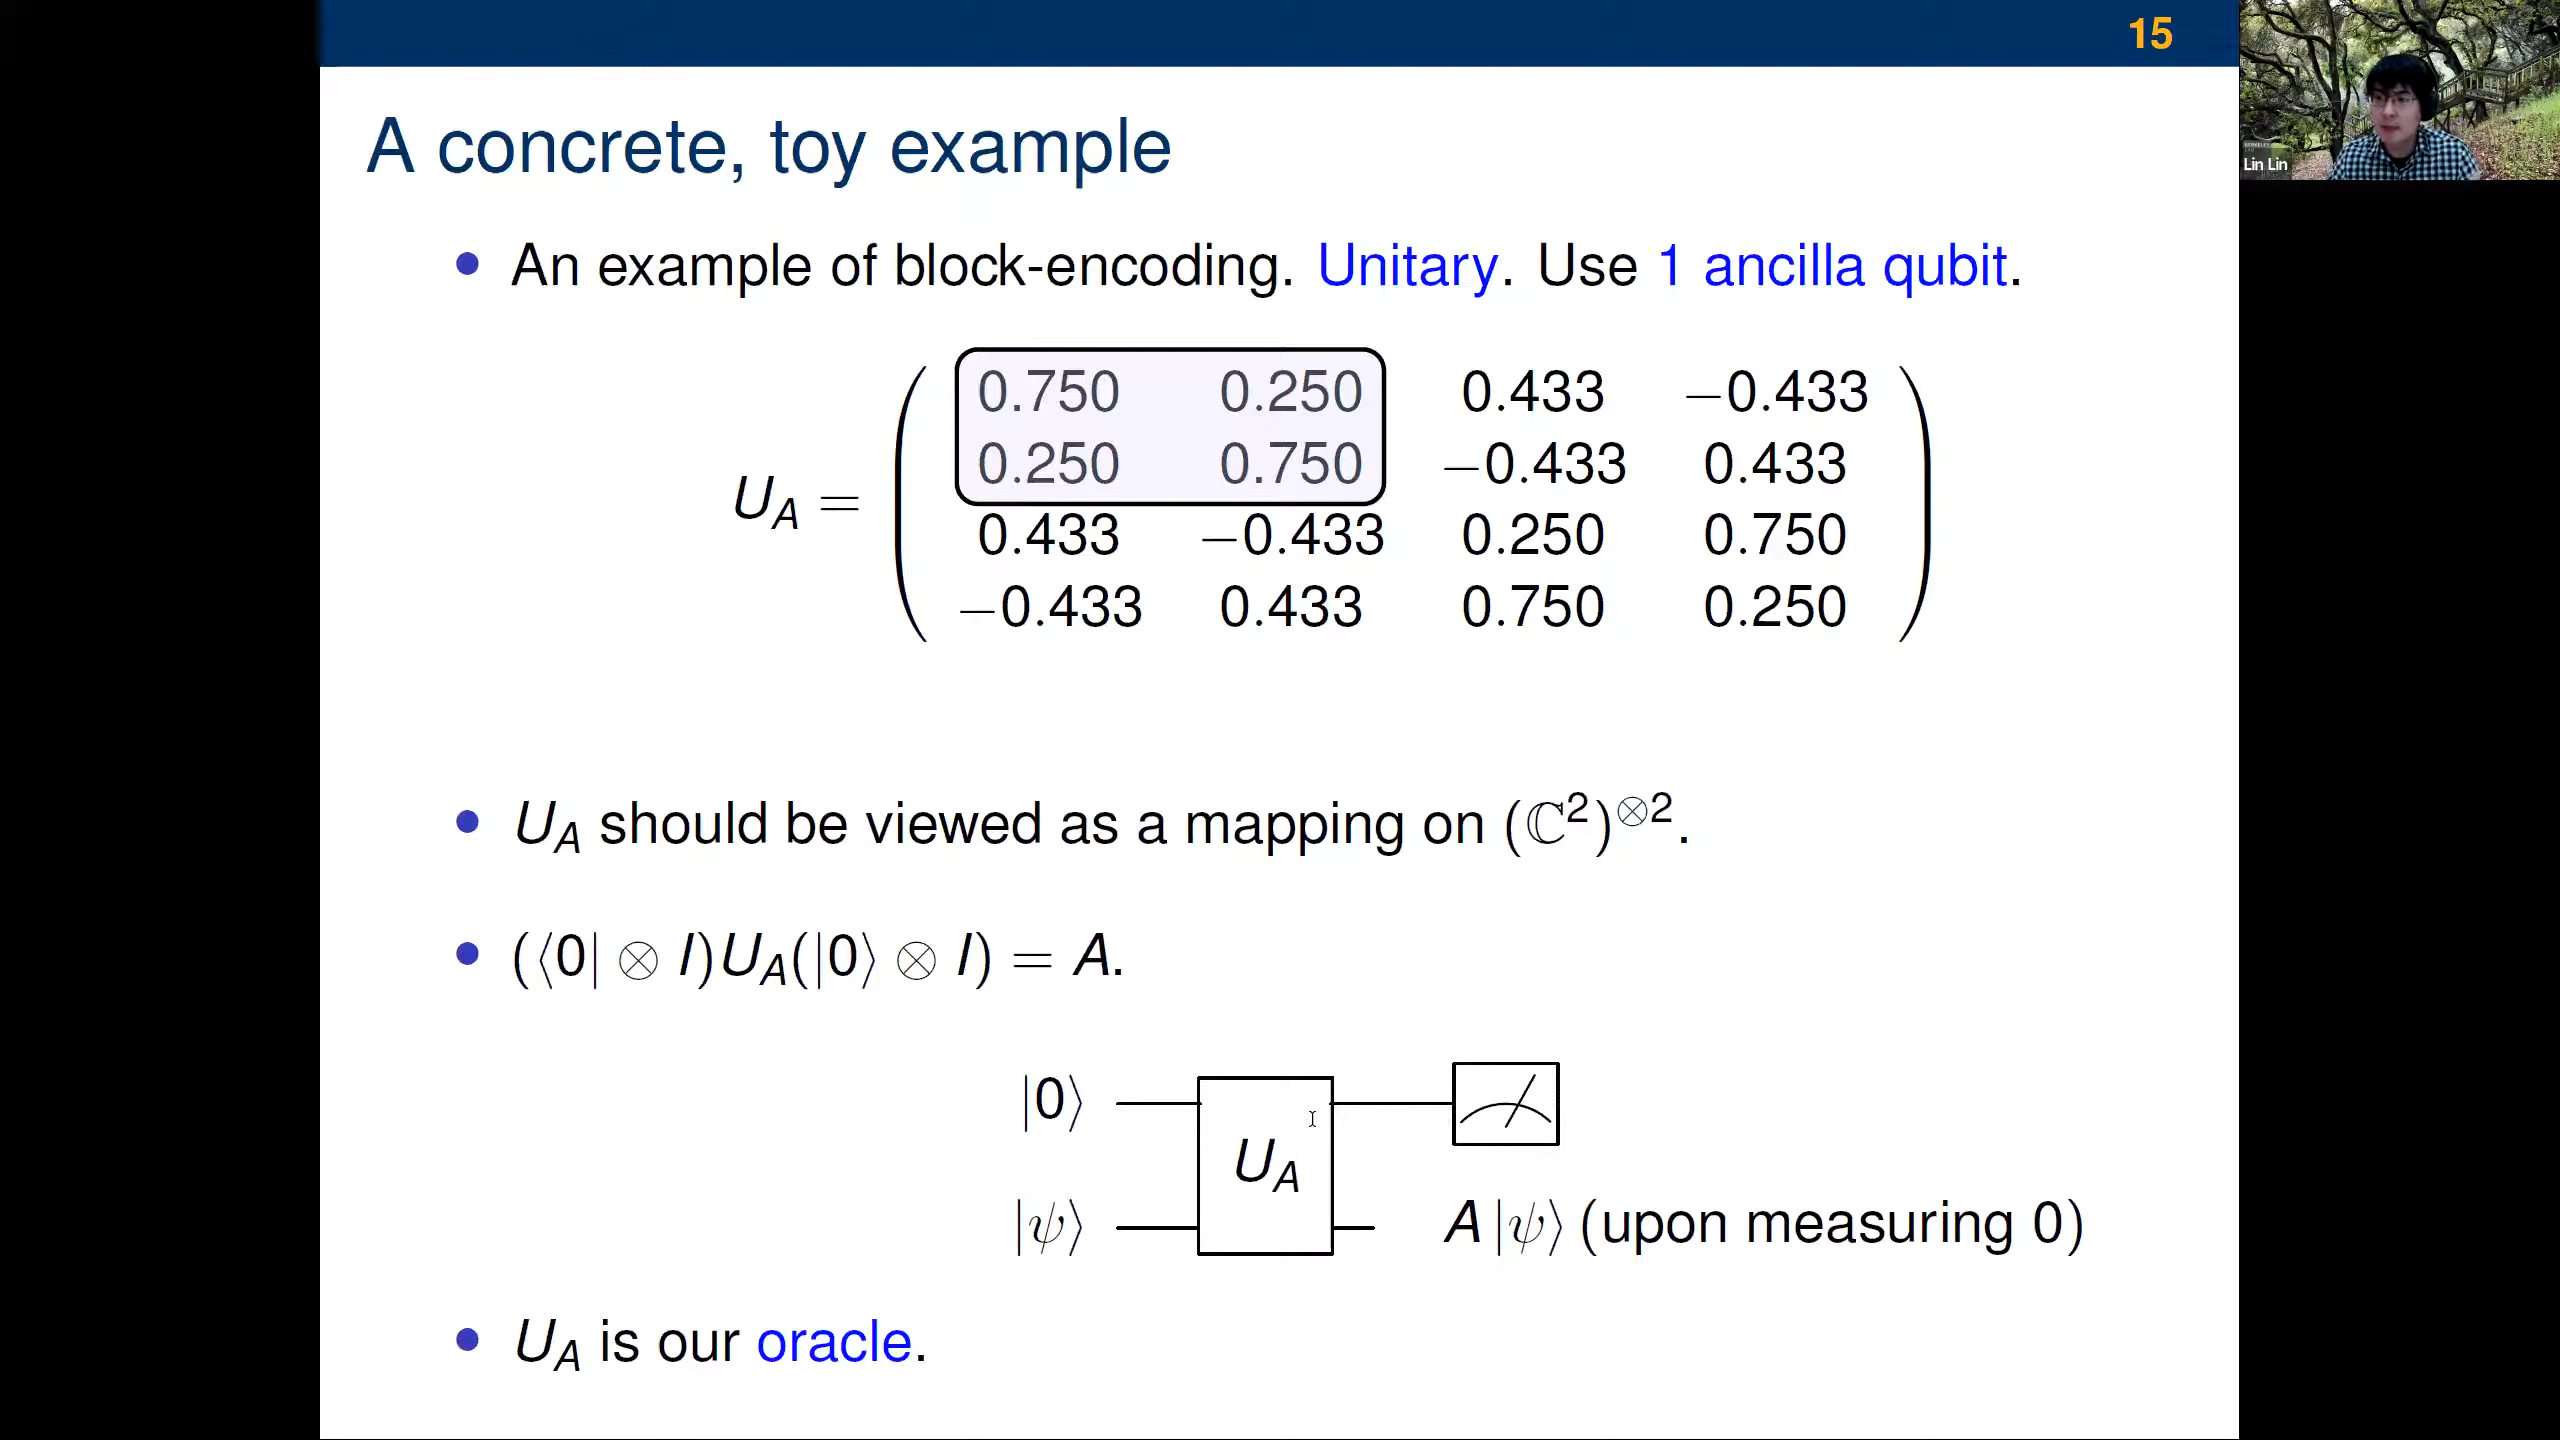 15
A concrete, toy example
• An example of block-encoding. Unitary. Use 1 ancilla qubit.
0.750 0.250 0.433 −0.433
0.250 0.750 −0.433 0.433
U_A =
0.433 −0.433 0.250 0.750
−0.433 0.433 0.750 0.250
• U_A should be viewed as a mapping on (ℂ²)^⊗2.
• (⟨0| ⊗ I)U_A(|0⟩ ⊗ I) = A.
|0⟩
U_A
|ψ⟩ A|ψ⟩ (upon measuring 0)
• U_A is our oracle.
Lin Lin